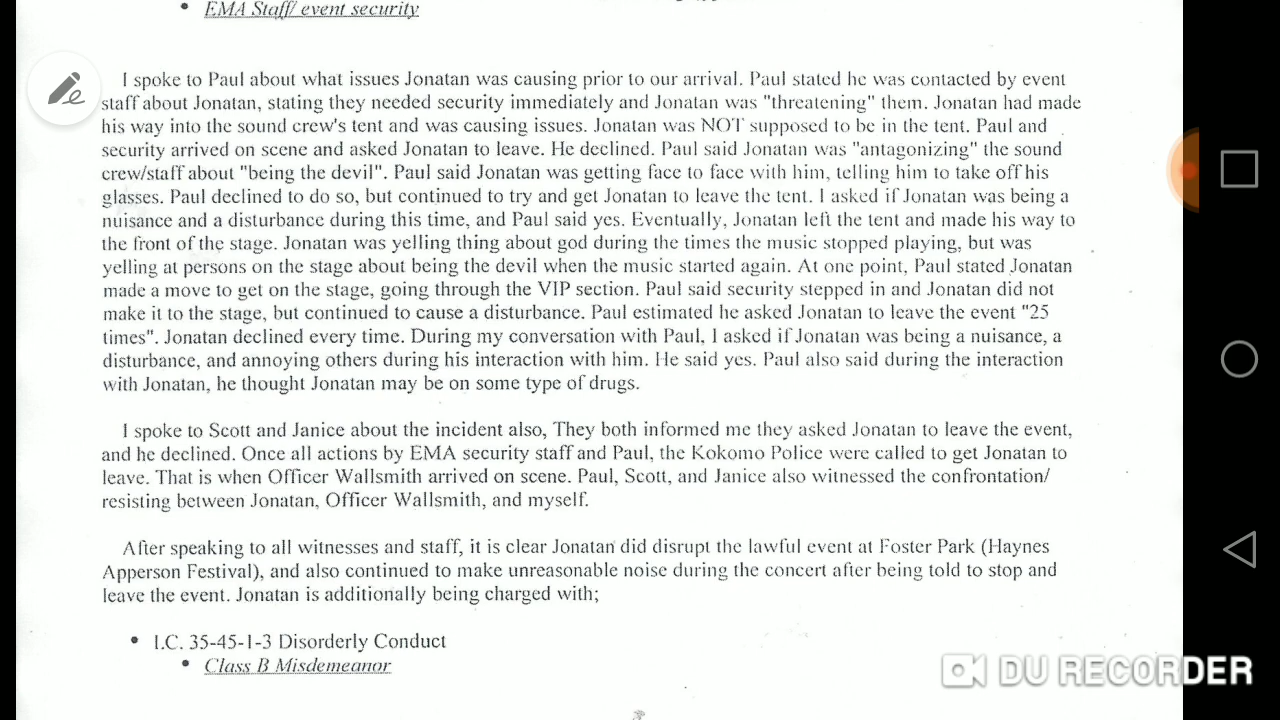 • EMA Staff/ event security
I spoke to Paul about what issues Jonatan was causing prior to our arrival. Paul stated he was contacted by event
staff about Jonatan, stating they needed security immediately and Jonatan was "threatening" them. Jonatan had made
his way into the sound crew's tent and was causing issues. Jonatan was NOT supposed to be in the tent. Paul and
security arrived on scene and asked Jonatan to leave. He declined. Paul said Jonatan was "antagonizing" the sound
crew/staff about "being the devil". Paul said Jonatan was getting face to face with him, telling him to take off his
glasses. Paul declined to do so, but continued to try and get Jonatan to leave the tent. I asked if Jonatan was being a
nuisance and a disturbance during this time, and Paul said yes. Eventually, Jonatan left the tent and made his way to
the front of the stage. Jonatan was yelling thing about god during the times the music stopped playing, but was
yelling at persons on the stage about being the devil when the music started again. At one point, Paul stated Jonatan
made a move to get on the stage, going through the VIP section. Paul said security stepped in and Jonatan did not
make it to the stage, but continued to cause a disturbance. Paul estimated he asked Jonatan to leave the event "25
times". Jonatan declined every time. During my conversation with Paul, I asked if Jonatan was being a nuisance, a
disturbance, and annoying others during his interaction with him. He said yes. Paul also said during the interaction
with Jonatan, he thought Jonatan may be on some type of drugs.
I spoke to Scott and Janice about the incident also, They both informed me they asked Jonatan to leave the event,
and he declined. Once all actions by EMA security staff and Paul, the Kokomo Police were called to get Jonatan to
leave. That is when Officer Wallsmith arrived on scene. Paul, Scott, and Janice also witnessed the confrontation/
resisting between Jonatan, Officer Wallsmith, and myself.
After speaking to all witnesses and staff, it is clear Jonatan did disrupt the lawful event at Foster Park (Haynes
Apperson Festival), and also continued to make unreasonable noise during the concert after being told to stop and
leave the event. Jonatan is additionally being charged with;
• I.C. 35-45-1-3 Disorderly Conduct
• Class B Misdemeanor
DU RECORDER